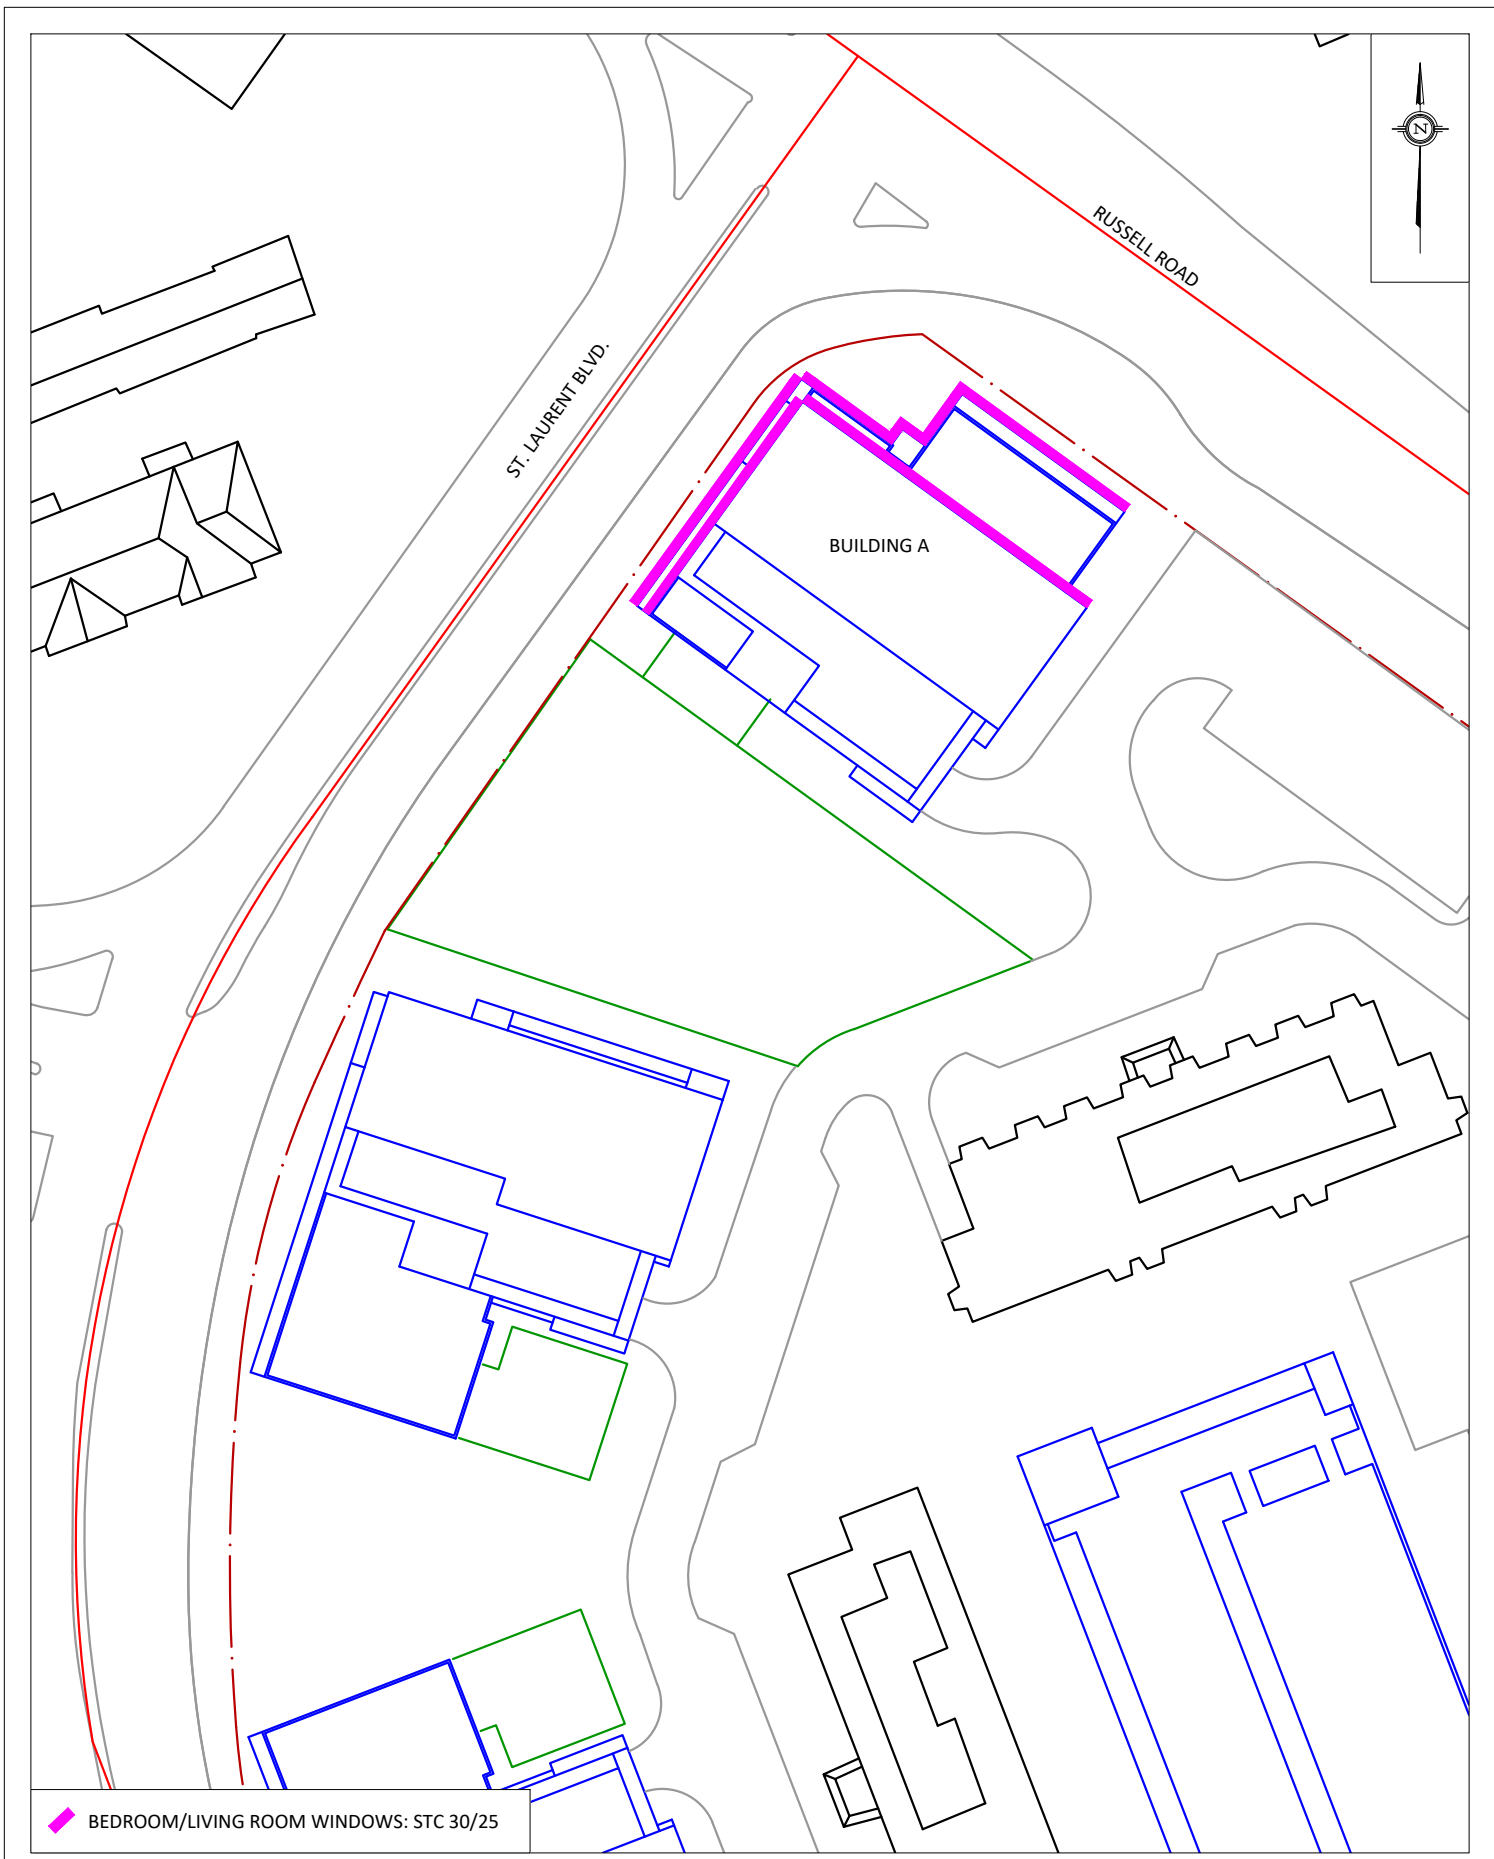 N
RUSSELL ROAD
ST. LAURENT BLVD.
BUILDING A
BEDROOM/LIVING ROOM WINDOWS: STC 30/25